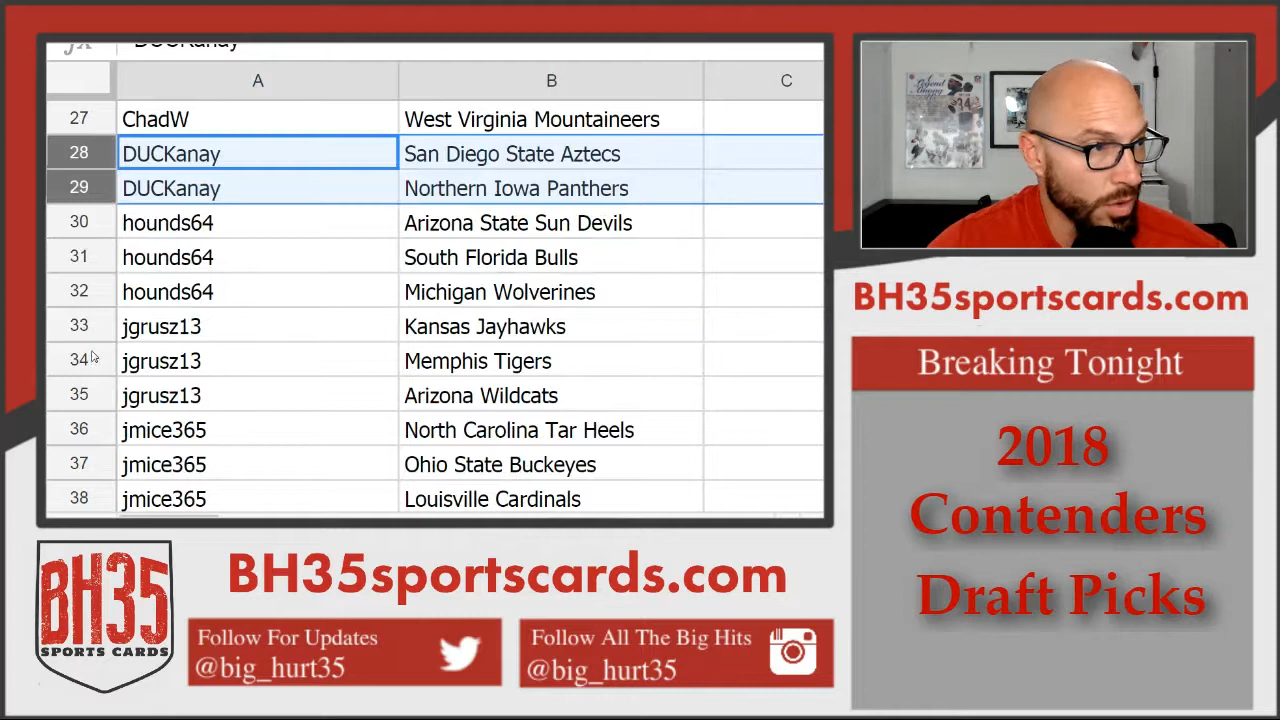 DUCKanay
A B C
27 ChadW West Virginia Mountaineers
28 DUCKanay San Diego State Aztecs
29 DUCKanay Northern Iowa Panthers
30 hounds64 Arizona State Sun Devils
31 hounds64 South Florida Bulls
32 hounds64 Michigan Wolverines
33 jgrusz13 Kansas Jayhawks
34 jgrusz13 Memphis Tigers
35 jgrusz13 Arizona Wildcats
36 jmice365 North Carolina Tar Heels
37 jmice365 Ohio State Buckeyes
38 jmice365 Louisville Cardinals
34
BH35sportscards.com
Breaking Tonight
2018
Contenders
Draft Picks
BH35
SPORTS CARDS
BH35sportscards.com
Follow For Updates
@big_hurt35
Follow All The Big Hits
@big_hurt35